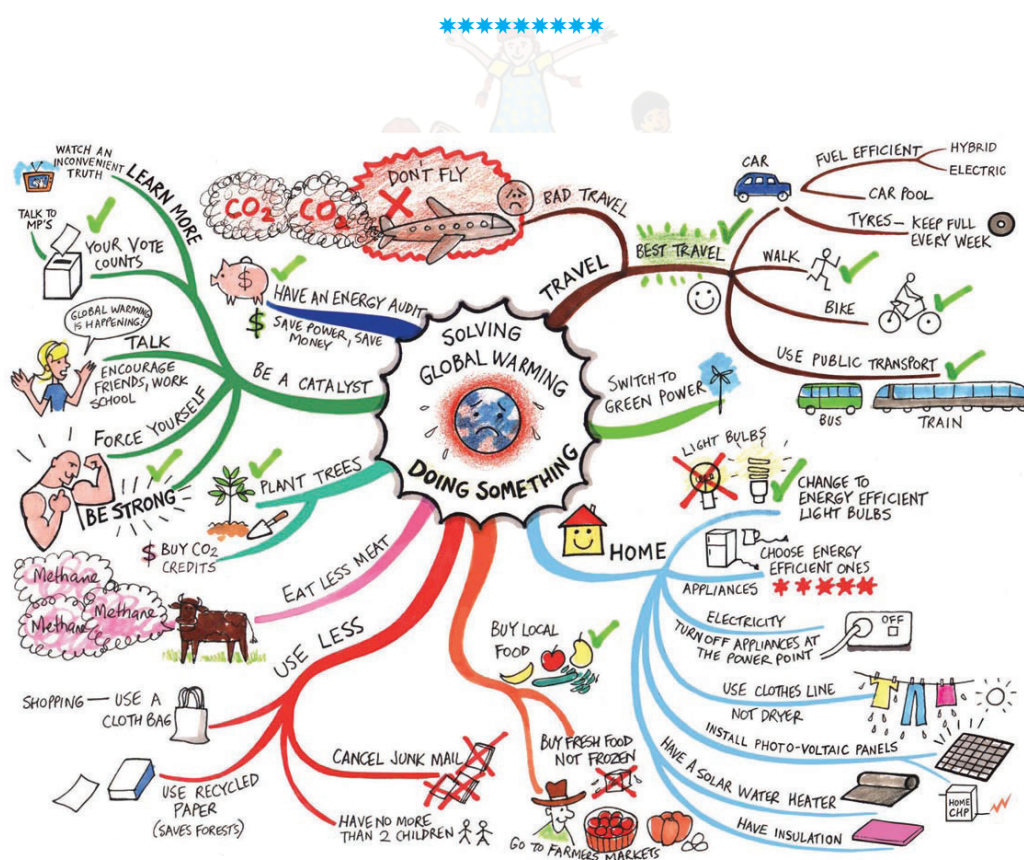 SOLVING
GLOBAL WARMING
DOING SOMETHING
TRAVEL
BAD TRAVEL
DON'T FLY
CO2
CO2
BEST TRAVEL
CAR
FUEL EFFICIENT
HYBRID
ELECTRIC
CAR POOL
TYRES — KEEP FULL
EVERY WEEK
WALK
BIKE
USE PUBLIC TRANSPORT
BUS
TRAIN
SWITCH TO
GREEN POWER
HOME
LIGHT BULBS
CHANGE TO
ENERGY EFFICIENT
LIGHT BULBS
CHOOSE ENERGY
EFFICIENT ONES
APPLIANCES
ELECTRICITY
TURN OFF APPLIANCES AT
THE POWER POINT
OFF
USE CLOTHES LINE
NOT DRYER
INSTALL PHOTO-VOLTAIC PANELS
HOME
CHP
HAVE A SOLAR
WATER HEATER
HAVE INSULATION
BUY LOCAL
FOOD
BUY FRESH FOOD
NOT FROZEN
GO TO FARMERS MARKETS
USE LESS
SHOPPING — USE A
CLOTH BAG
USE RECYCLED
PAPER
(SAVES FORESTS)
CANCEL JUNK MAIL
HAVE NO MORE
THAN 2 CHILDREN
EAT LESS MEAT
Methane
Methane
Methane
PLANT TREES
$ BUY CO2
CREDITS
BE A CATALYST
LEARN MORE
WATCH AN
INCONVENIENT
TRUTH
TALK TO
MP'S
YOUR VOTE
COUNTS
GLOBAL WARMING
IS HAPPENING!
TALK
ENCOURAGE
FRIENDS, WORK
SCHOOL
FORCE YOURSELF
BE STRONG
$
HAVE AN ENERGY AUDIT
$
SAVE POWER, SAVE
MONEY